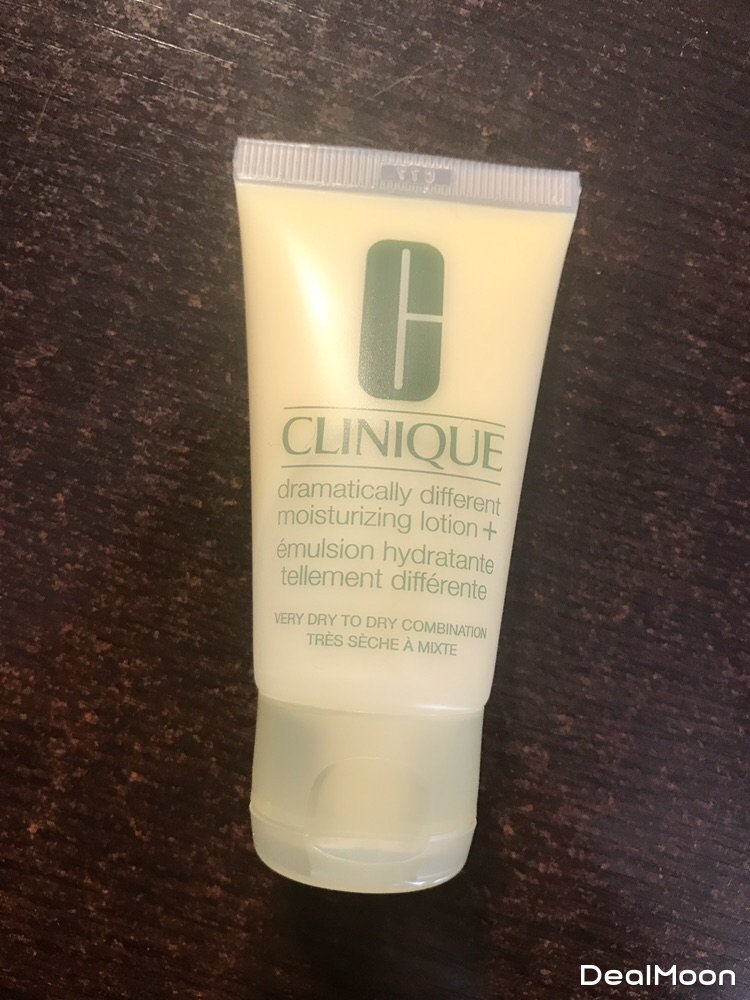 CLINIQUE
dramatically different
moisturizing lotion +
émulsion hydratante
tellement différente
VERY DRY TO DRY COMBINATION
TRÈS SÈCHE À MIXTE
DealMoon